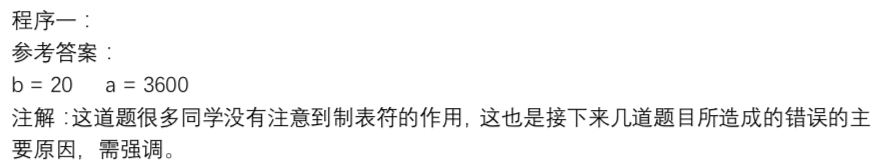 程序一：
参考答案：
b = 20    a = 3600
注解：这道题很多同学没有注意到制表符的作用，这也是接下来几道题目所造成的错误的主
要原因，需强调。